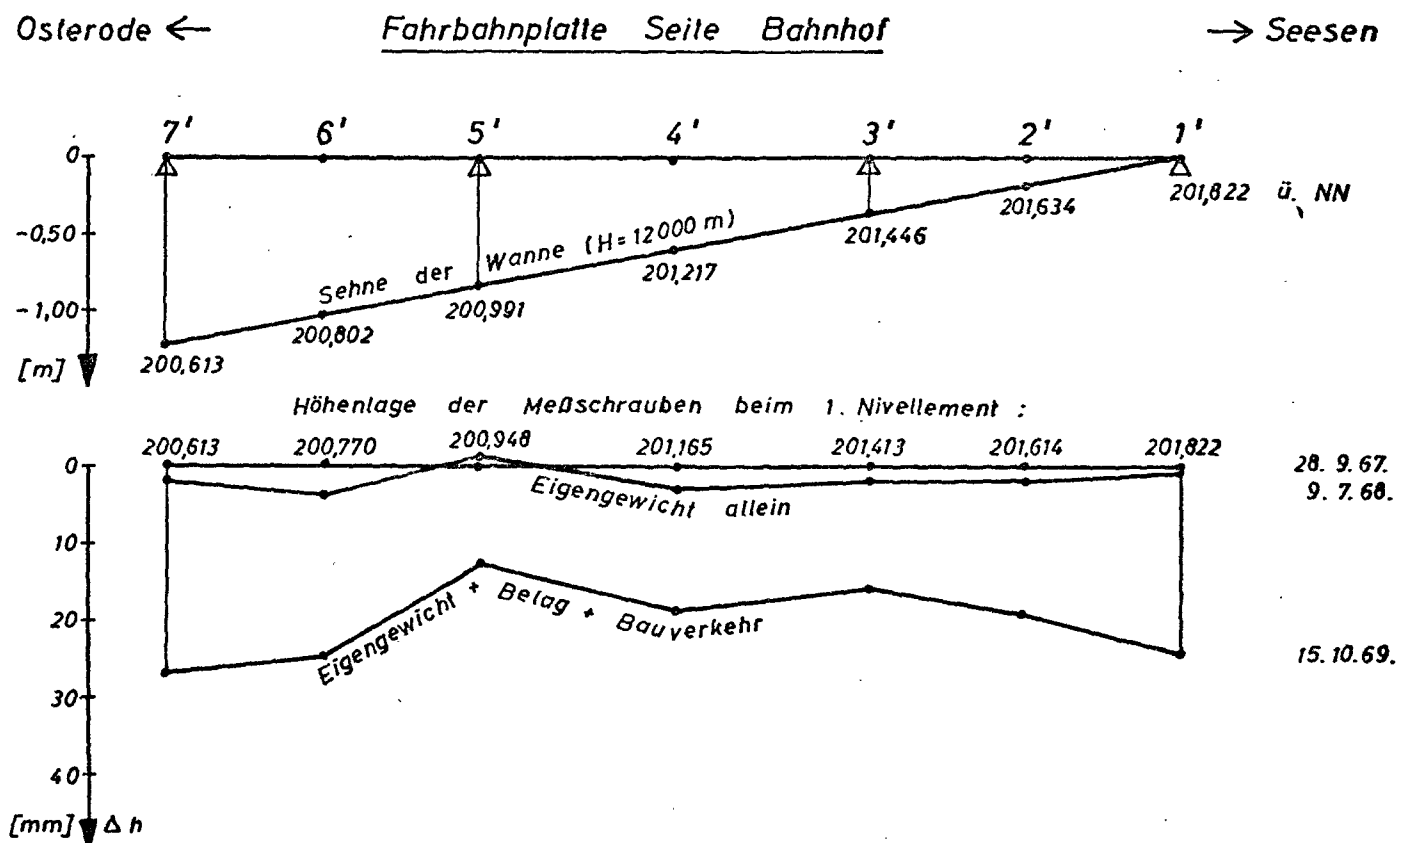 Osterode ← Fahrbahnplatte Seite Bahnhof → Seesen
7' 6' 5' 4' 3' 2' 1'
0
201,822 ü. NN
201,634
-0,50
201,446
Sehne der Wanne (H=12000 m)
201,217
-1,00
200,991
200,802
[m]
200,613
Höhenlage der Meßschrauben beim 1. Nivellement :
200,613 200,770 200,948 201,165 201,413 201,614 201,822
0
28. 9. 67.
9. 7. 68.
Eigengewicht allein
10
Eigengewicht + Belag + Bauverkehr
20
15. 10. 69.
30
40
[mm] Δh